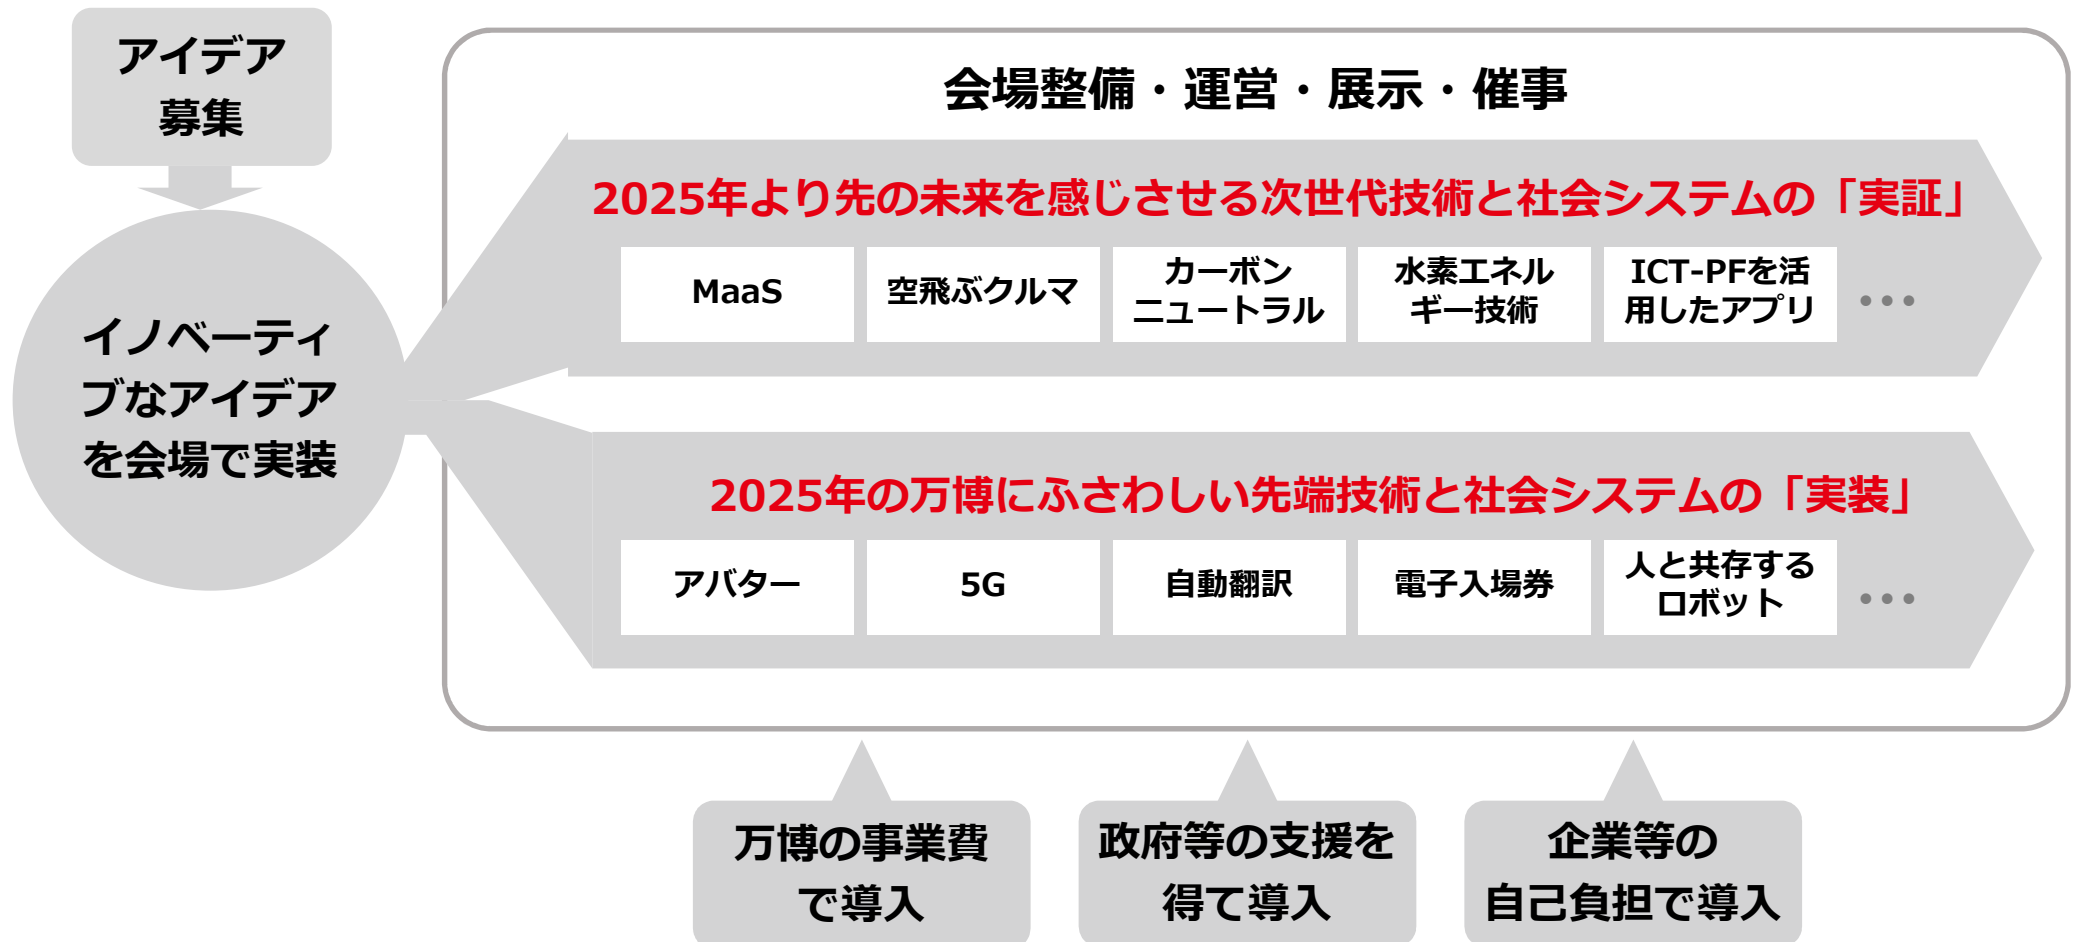 アイデア
募集
イノベーティ
ブなアイデア
を会場で実装
会場整備・運営・展示・催事
2025年より先の未来を感じさせる次世代技術と社会システムの「実証」
MaaS
空飛ぶクルマ
カーボン
ニュートラル
水素エネル
ギー技術
ICT-PFを活
用したアプリ
…
2025年の万博にふさわしい先端技術と社会システムの「実装」
アバター
5G
自動翻訳
電子入場券
人と共存する
ロボット
…
万博の事業費
で導入
政府等の支援を
得て導入
企業等の
自己負担で導入